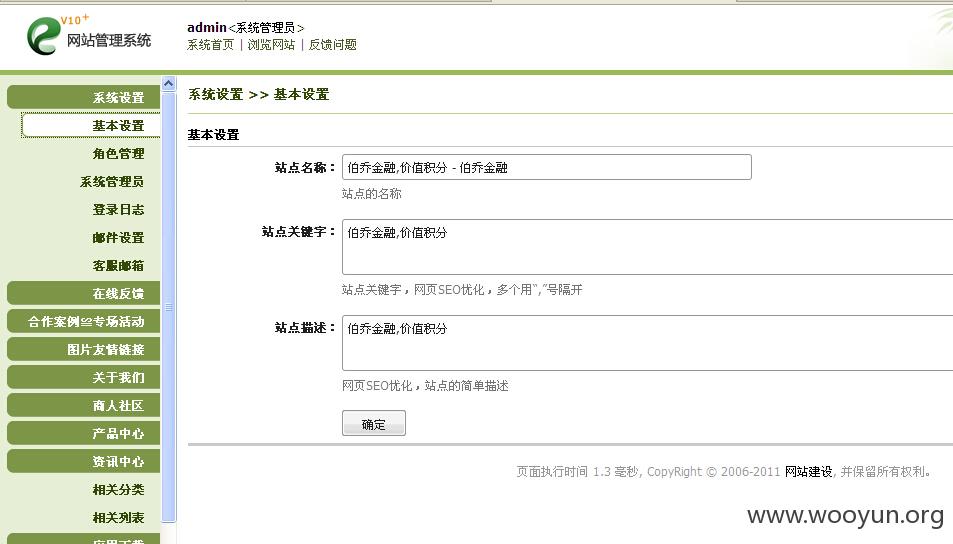 V10+
网站管理系统
admin<系统管理员>
系统首页 | 浏览网站 | 反馈问题
系统设置
基本设置
角色管理
系统管理员
登录日志
邮件设置
客服邮箱
在线反馈
合作案例≌专场活动
图片友情链接
关于我们
商人社区
产品中心
资讯中心
相关分类
相关列表
应用下载
系统设置 >> 基本设置
基本设置
站点名称：伯乔金融,价值积分 - 伯乔金融
站点的名称
站点关键字：伯乔金融,价值积分
站点关键字，网页SEO优化，多个用“,”号隔开
站点描述：伯乔金融,价值积分
网页SEO优化，站点的简单描述
确定
页面执行时间 1.3 毫秒, CopyRight © 2006-2011 网站建设, 并保留所有权利。
www.wooyun.org